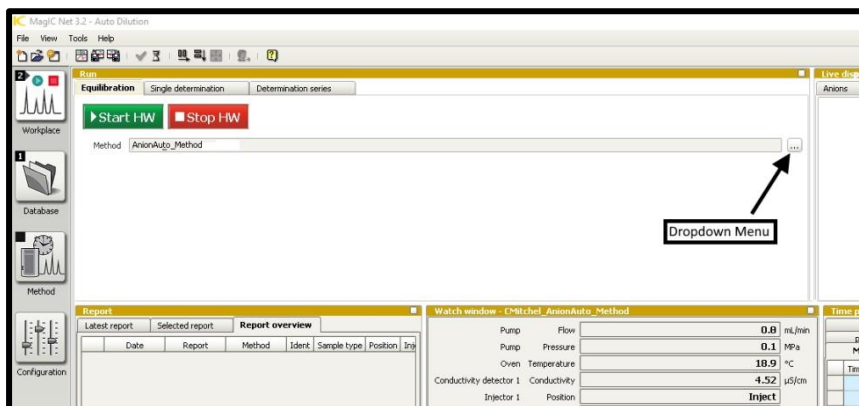 MagIC Net 3.2 - Auto Dilution
File View Tools Help
Run
Equilibration Single determination Determination series
Start HW Stop HW
Method AnionAuto_Method ...
Dropdown Menu
2
Workplace
1
Database
Method
Configuration
Live disp
Anions
Report
Latest report Selected report Report overview
Date Report Method Ident Sample type Position Inj
Watch window - CMitchel_AnionAuto_Method
Pump Flow 0.8 mL/min
Pump Pressure 0.1 MPa
Oven Temperature 18.9 °C
Conductivity detector 1 Conductivity 4.52 µS/cm
Injector 1 Position Inject
Time p
M
Tim